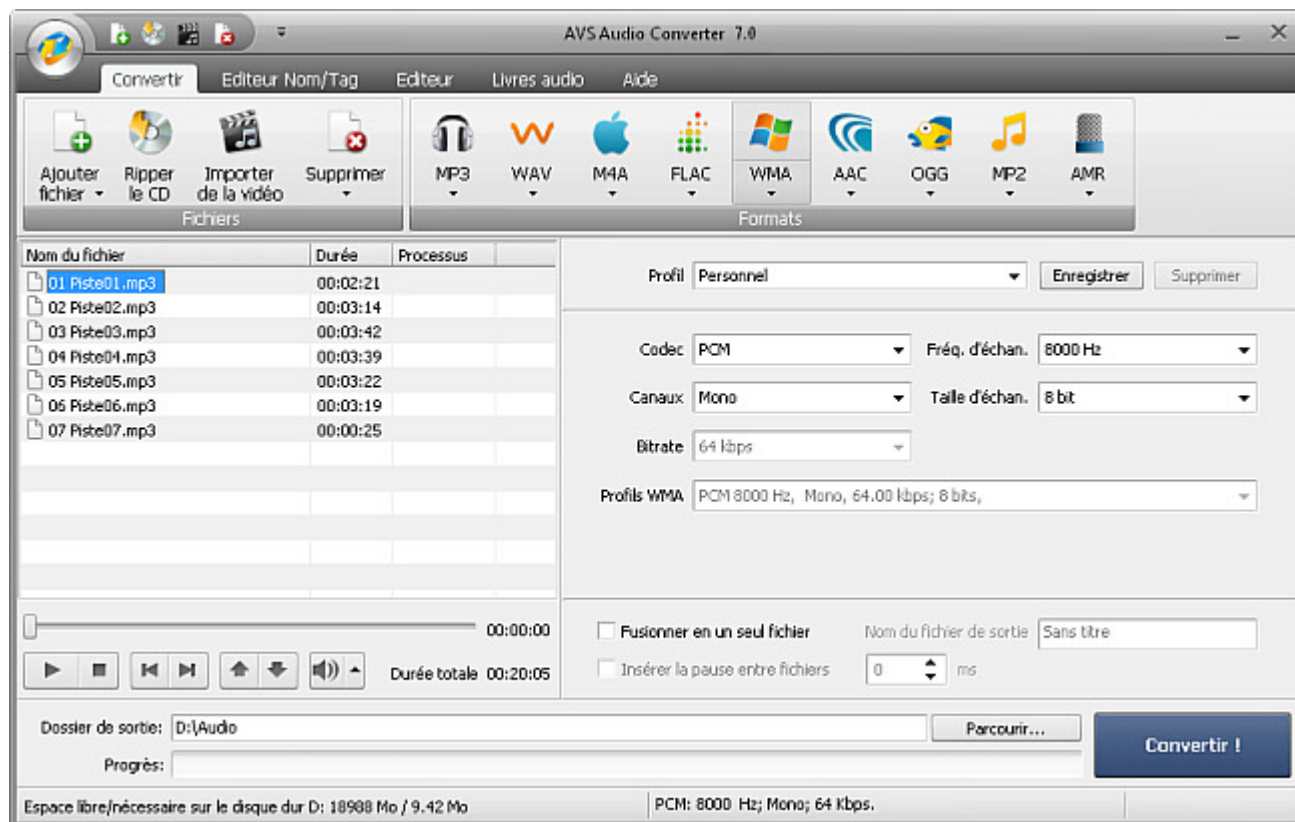 AVS Audio Converter 7.0
Convertir Editeur Nom/Tag Editeur Livres audio Aide
Ajouter fichier Ripper le CD Importer de la vidéo Supprimer MP3 WAV M4A FLAC WMA AAC OGG MP2 AMR
Fichiers Formats
Nom du fichier Durée Processus
01 Piste01.mp3 00:02:21
02 Piste02.mp3 00:03:14
03 Piste03.mp3 00:03:42
04 Piste04.mp3 00:03:39
05 Piste05.mp3 00:03:22
06 Piste06.mp3 00:03:19
07 Piste07.mp3 00:00:25
00:00:00
Durée totale 00:20:05
Profil Personnel Enregistrer Supprimer
Codec PCM Fréq. d'échan. 8000 Hz
Canaux Mono Taille d'échan. 8 bit
Bitrate 64 kbps
Profils WMA PCM 8000 Hz, Mono, 64.00 kbps; 8 bits,
Fusionner en un seul fichier Nom du fichier de sortie Sans titre
Insérer la pause entre fichiers 0 ms
Dossier de sortie: D:\Audio Parcourir... Convertir !
Progrès:
Espace libre/nécessaire sur le disque dur D: 18988 Mo / 9.42 Mo PCM: 8000 Hz; Mono; 64 Kbps.